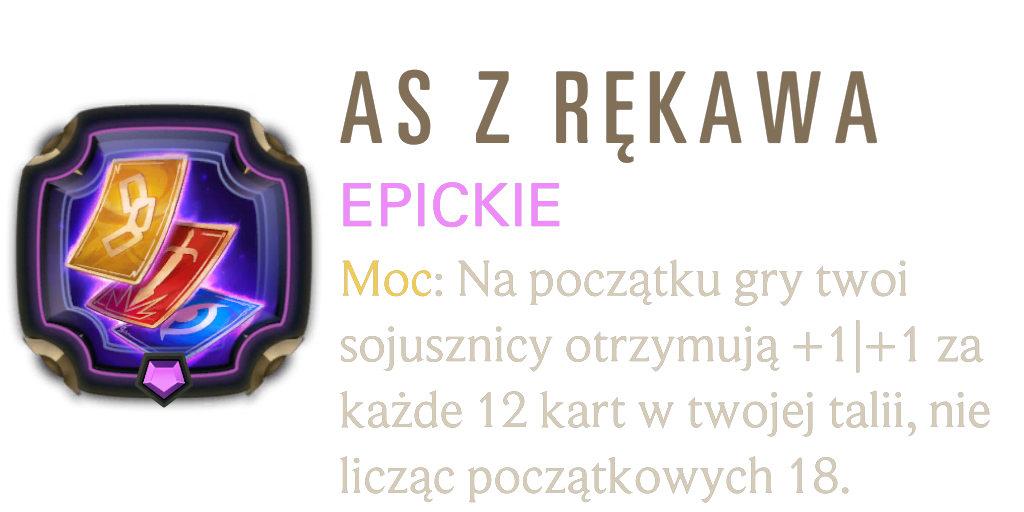 AS Z RĘKAWA
EPICKIE
Moc: Na początku gry twoi
sojusznicy otrzymują +1|+1 za
każde 12 kart w twojej talii, nie
licząc początkowych 18.